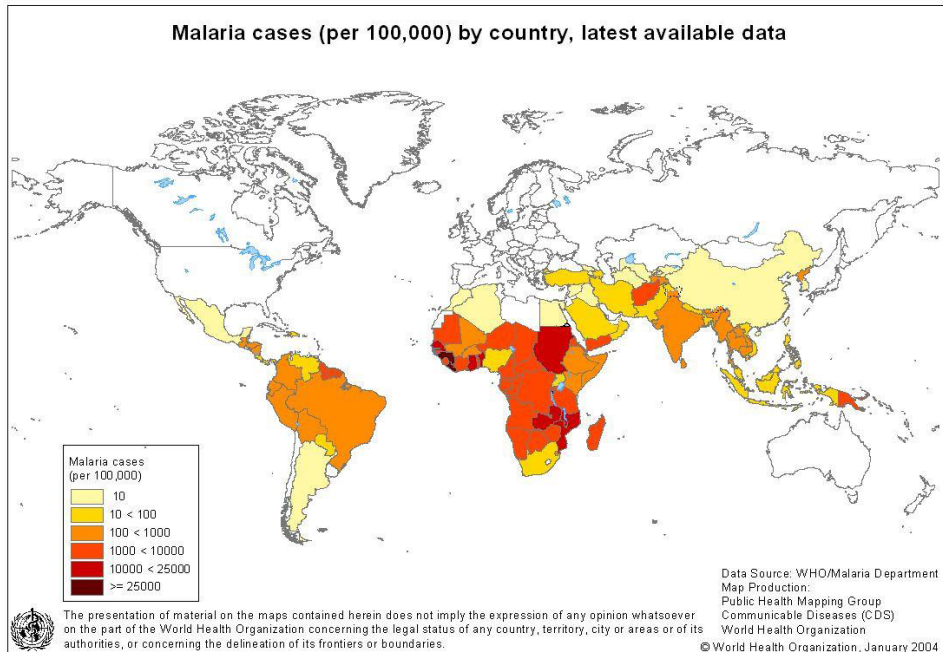 Malaria cases (per 100,000) by country, latest available data
Malaria cases
(per 100,000)
10
10 < 100
100 < 1000
1000 < 10000
10000 < 25000
>= 25000
Data Source: WHO/Malaria Department
Map Production:
Public Health Mapping Group
Communicable Diseases (CDS)
World Health Organization
© World Health Organization, January 2004
The presentation of material on the maps contained herein does not imply the expression of any opinion whatsoever
on the part of the World Health Organization concerning the legal status of any country, territory, city or areas or of its
authorities, or concerning the delineation of its frontiers or boundaries.